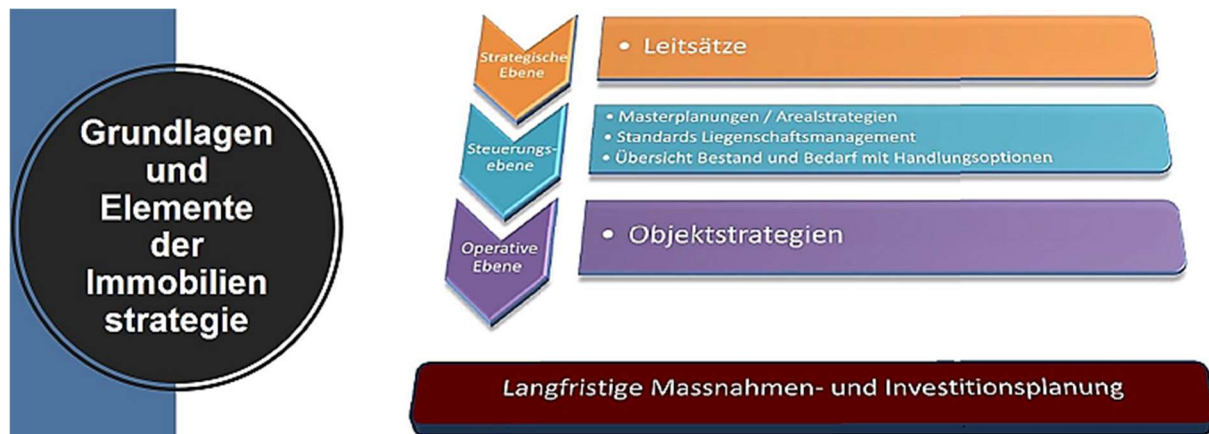 Grundlagen
und
Elemente
der
Immobilien
strategie
Strategische
Ebene
• Leitsätze
Steuerungs-
ebene
• Masterplanungen / Arealstrategien
• Standards Liegenschaftsmanagement
• Übersicht Bestand und Bedarf mit Handlungsoptionen
Operative
Ebene
• Objektstrategien
Langfristige Massnahmen- und Investitionsplanung